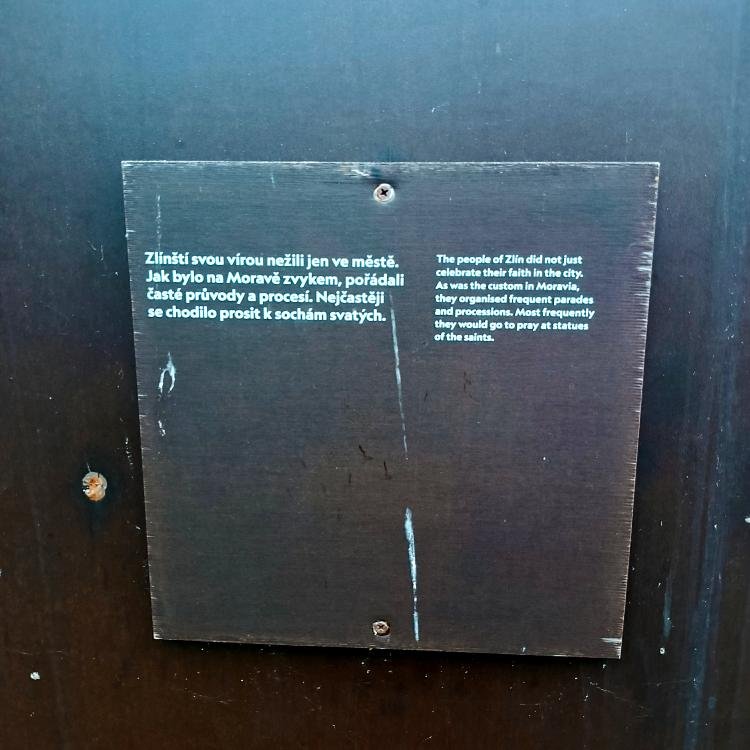 Zlínští svou vírou nežili jen ve městě.
Jak bylo na Moravě zvykem, pořádali
časté průvody a procesí. Nejčastěji
se chodilo prosit k sochám svatých.
The people of Zlín did not just
celebrate their faith in the city.
As was the custom in Moravia,
they organised frequent parades
and processions. Most frequently
they would go to pray at statues
of the saints.